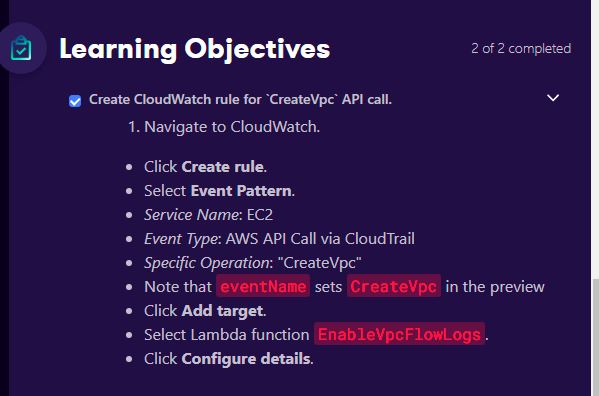 Learning Objectives
2 of 2 completed
Create CloudWatch rule for `CreateVpc` API call.
1. Navigate to CloudWatch.
• Click Create rule.
• Select Event Pattern.
• Service Name: EC2
• Event Type: AWS API Call via CloudTrail
• Specific Operation: "CreateVpc"
• Note that eventName sets CreateVpc in the preview
• Click Add target.
• Select Lambda function EnableVpcFlowLogs.
• Click Configure details.